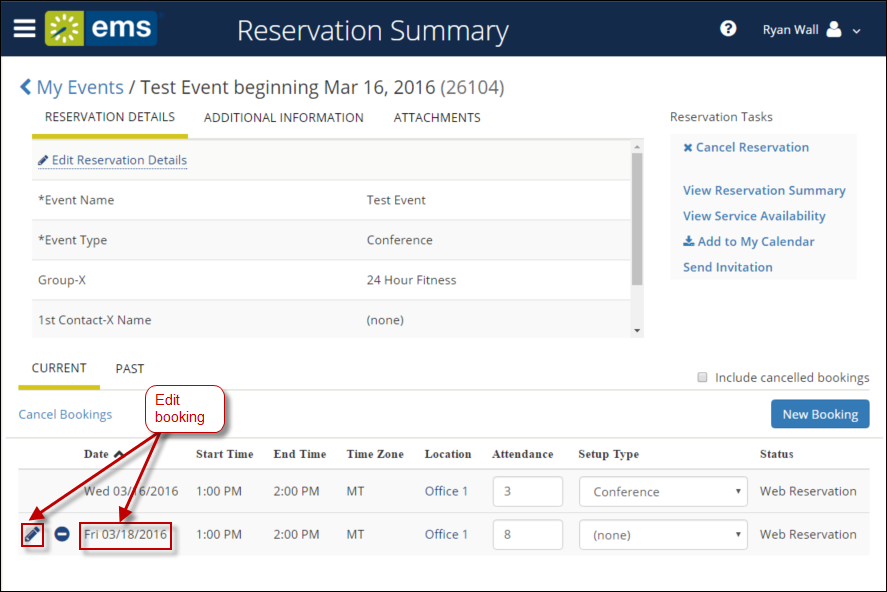 ems
Reservation Summary
?
Ryan Wall
My Events / Test Event beginning Mar 16, 2016 (26104)
RESERVATION DETAILS ADDITIONAL INFORMATION ATTACHMENTS
Edit Reservation Details
*Event Name Test Event
*Event Type Conference
Group-X 24 Hour Fitness
1st Contact-X Name (none)
Reservation Tasks
Cancel Reservation
View Reservation Summary
View Service Availability
Add to My Calendar
Send Invitation
CURRENT PAST
Include cancelled bookings
Cancel Bookings
Edit
booking
New Booking
Date Start Time End Time Time Zone Location Attendance Setup Type Status
Wed 03/16/2016 1:00 PM 2:00 PM MT Office 1 3 Conference Web Reservation
Fri 03/18/2016 1:00 PM 2:00 PM MT Office 1 8 (none) Web Reservation